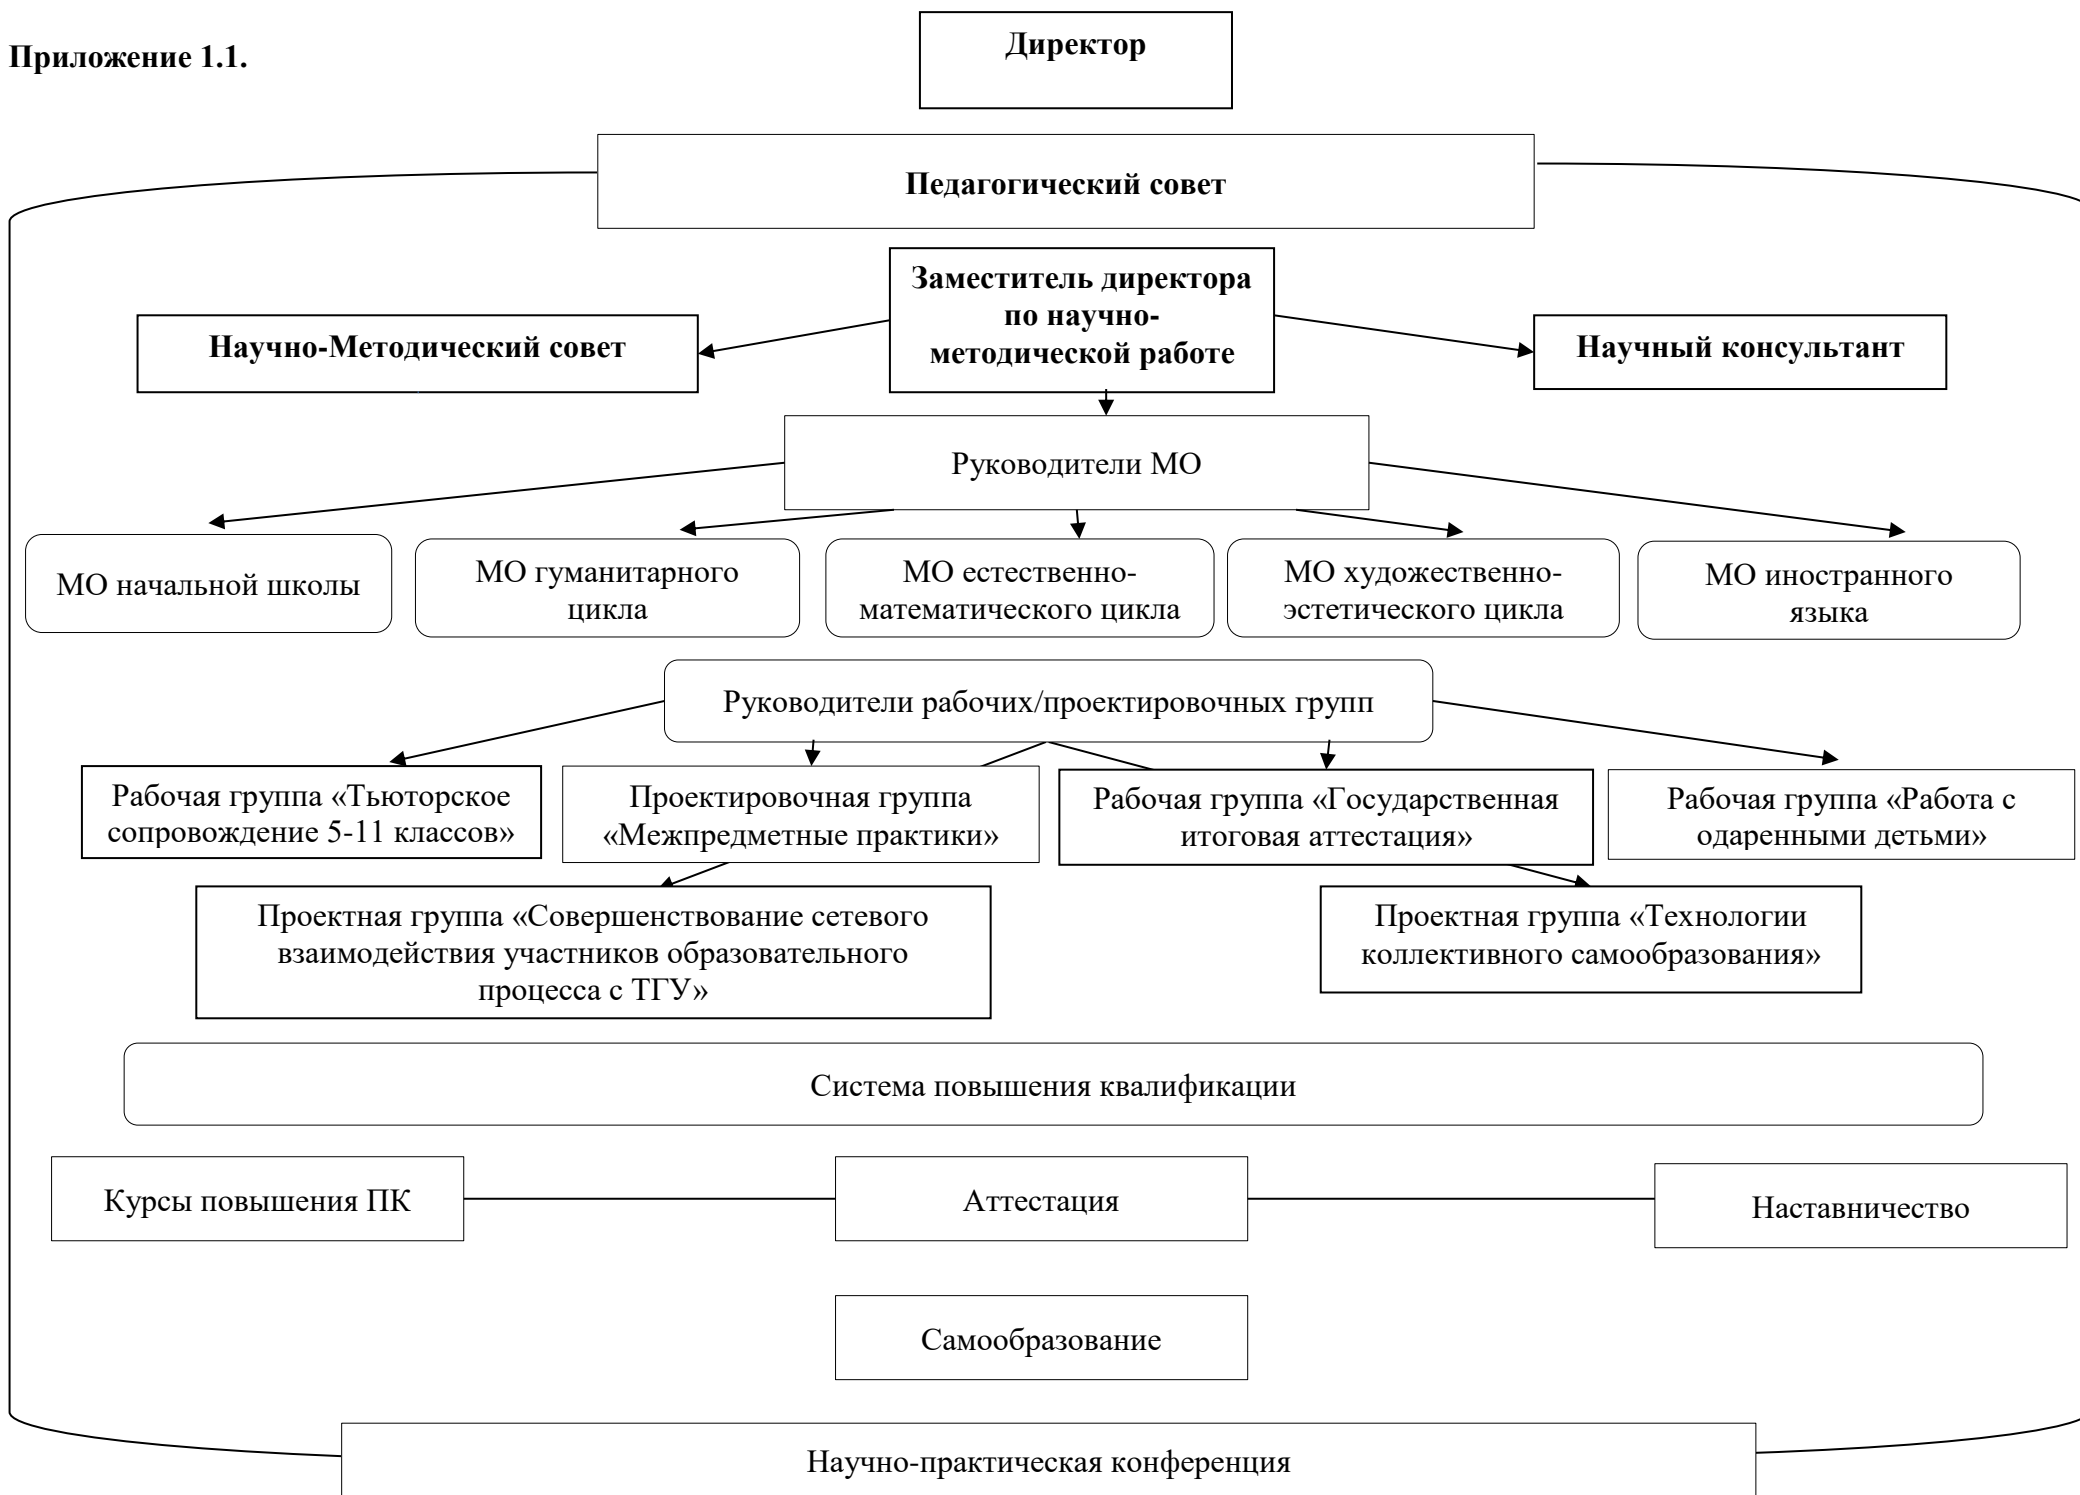 Приложение 1.1.
Директор
Педагогический совет
Заместитель директора
по научно-
методической работе
Научно-Методический совет
Научный консультант
Руководители МО
МО начальной школы
МО гуманитарного
цикла
МО естественно-
математического цикла
МО художественно-
эстетического цикла
МО иностранного
языка
Руководители рабочих/проектировочных групп
Рабочая группа «Тьюторское
сопровождение 5-11 классов»
Проектировочная группа
«Межпредметные практики»
Рабочая группа «Государственная
итоговая аттестация»
Рабочая группа «Работа с
одаренными детьми»
Проектная группа «Совершенствование сетевого
взаимодействия участников образовательного
процесса с ТГУ»
Проектная группа «Технологии
коллективного самообразования»
Система повышения квалификации
Курсы повышения ПК
Аттестация
Наставничество
Самообразование
Научно-практическая конференция